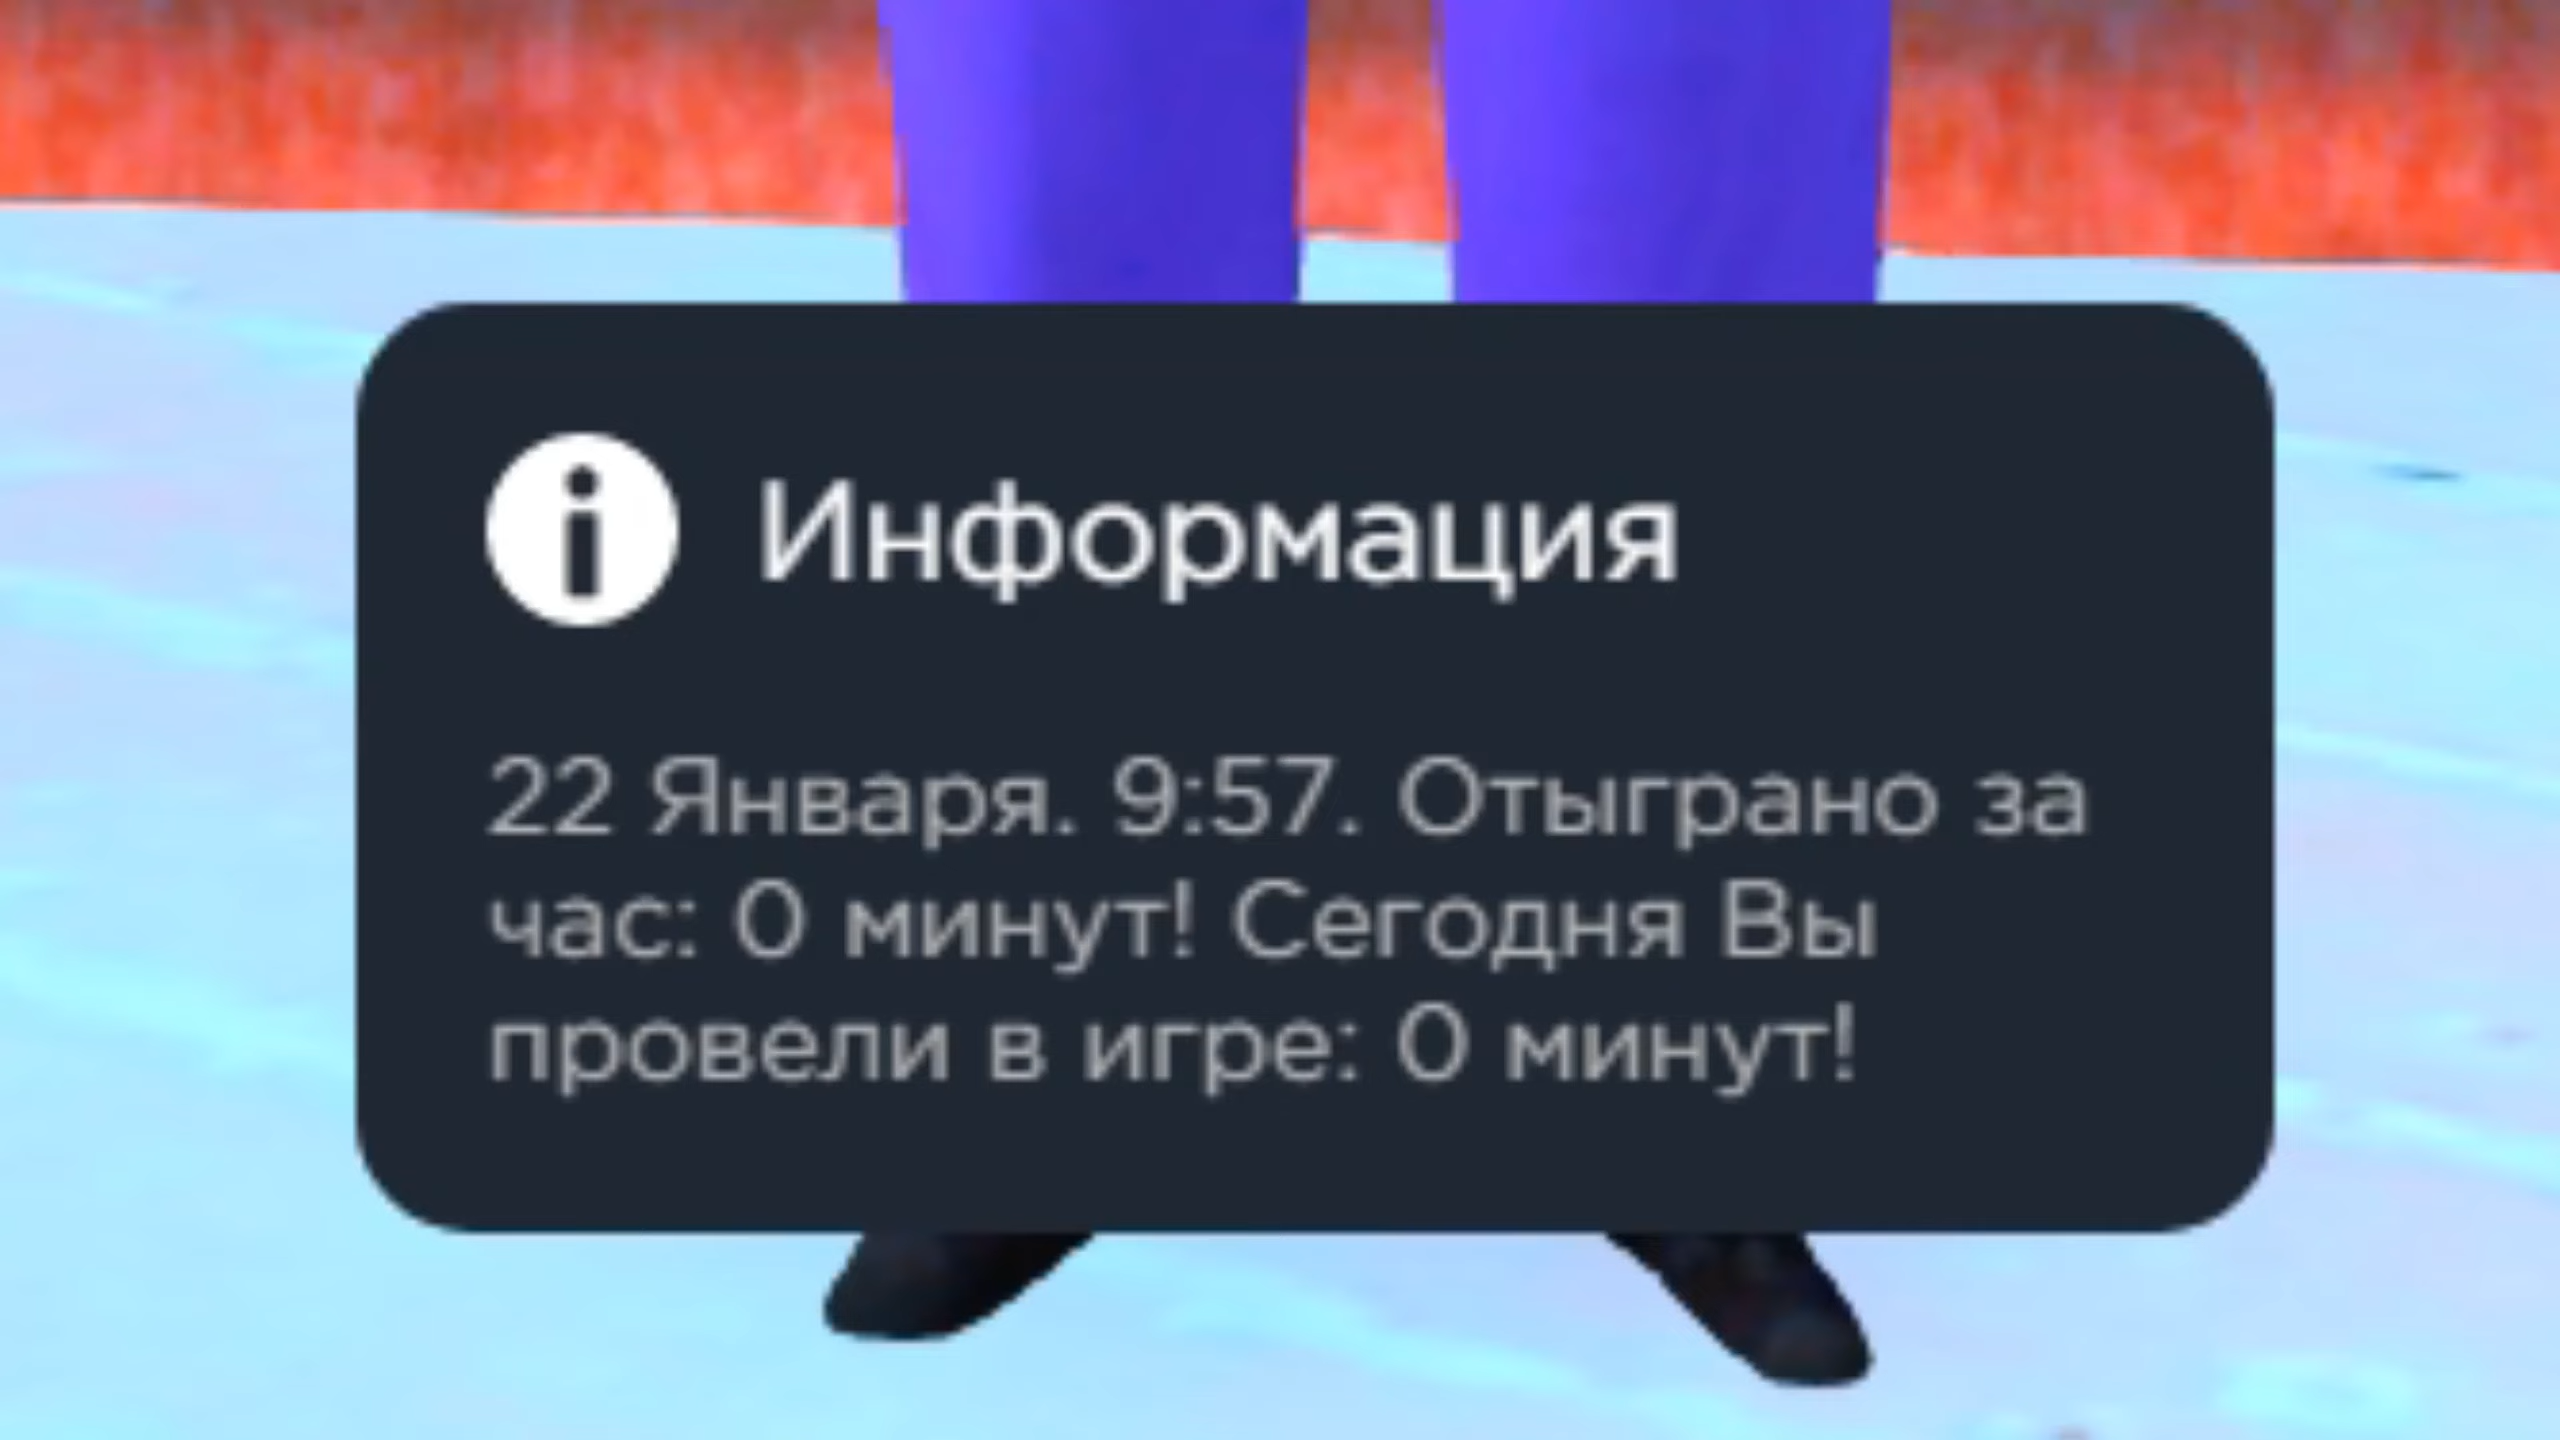 Информация
22 Января. 9:57. Отыграно за
час: 0 минут! Сегодня Вы
провели в игре: 0 минут!